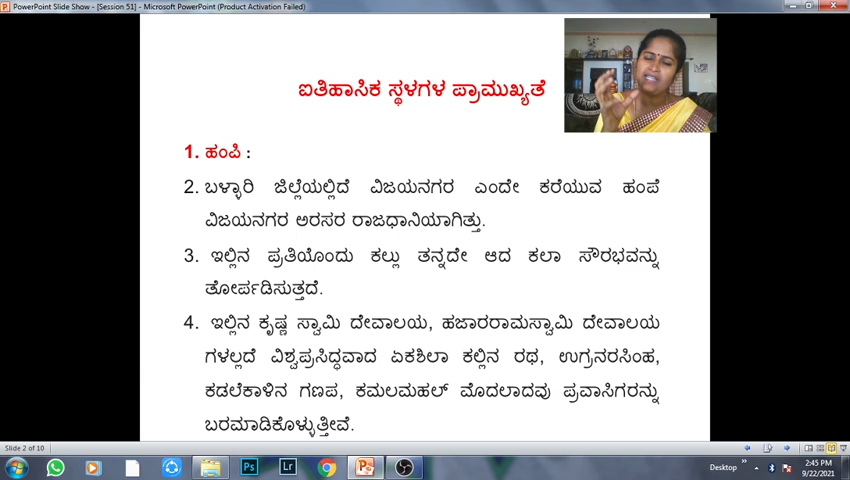 PowerPoint Slide Show - [Session 51] - Microsoft PowerPoint (Product Activation Failed)
ಐತಿಹಾಸಿಕ ಸ್ಥಳಗಳ ಪ್ರಾಮುಖ್ಯತೆ
1. ಹಂಪಿ :
2. ಬಳ್ಳಾರಿ ಜಿಲ್ಲೆಯಲ್ಲಿದೆ ವಿಜಯನಗರ ಎಂದೇ ಕರೆಯುವ ಹಂಪೆ
ವಿಜಯನಗರ ಅರಸರ ರಾಜಧಾನಿಯಾಗಿತ್ತು.
3. ಇಲ್ಲಿನ ಪ್ರತಿಯೊಂದು ಕಲ್ಲು ತನ್ನದೇ ಆದ ಕಲಾ ಸೌರಭವನ್ನು
ತೋರ್ಪಡಿಸುತ್ತದೆ.
4. ಇಲ್ಲಿನ ಕೃಷ್ಣ ಸ್ವಾಮಿ ದೇವಾಲಯ, ಹಜಾರರಾಮಸ್ವಾಮಿ ದೇವಾಲಯ
ಗಳಲ್ಲದೆ ವಿಶ್ವಪ್ರಸಿದ್ಧವಾದ ಏಕಶಿಲಾ ಕಲ್ಲಿನ ರಥ, ಉಗ್ರನರಸಿಂಹ,
ಕಡಲೆಕಾಳಿನ ಗಣಪ, ಕಮಲಮಹಲ್ ಮೊದಲಾದವು ಪ್ರವಾಸಿಗರನ್ನು
ಬರಮಾಡಿಕೊಳ್ಳುತ್ತೀವೆ.
Slide 2 of 10
Ps Lr Desktop 2:45 PM
9/22/2021